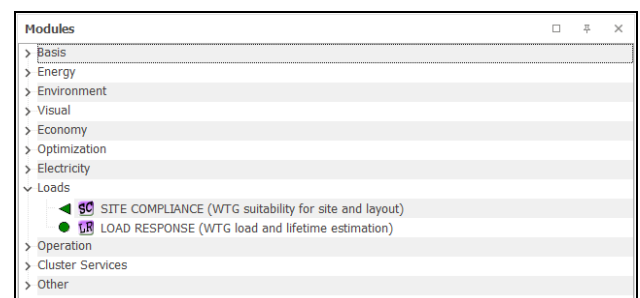 Modules
Basis
Energy
Environment
Visual
Economy
Optimization
Electricity
Loads
SC SITE COMPLIANCE (WTG suitability for site and layout)
LR LOAD RESPONSE (WTG load and lifetime estimation)
Operation
Cluster Services
Other